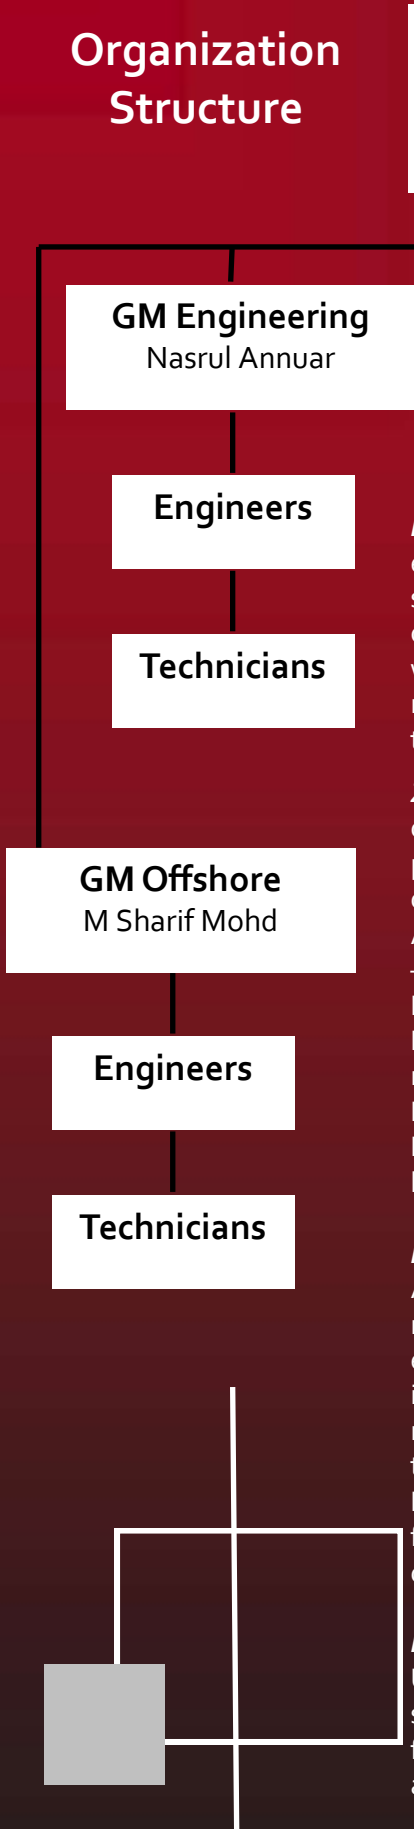 Organization
Structure
GM Engineering
Nasrul Annuar
Engineers
Technicians
GM Offshore
M Sharif Mohd
Engineers
Technicians